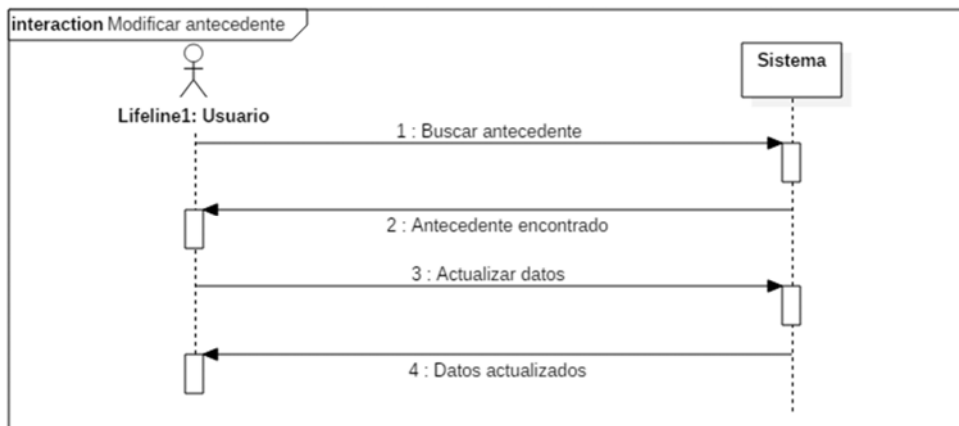 interaction Modificar antecedente
Sistema
Lifeline1: Usuario
1 : Buscar antecedente
2 : Antecedente encontrado
3 : Actualizar datos
4 : Datos actualizados